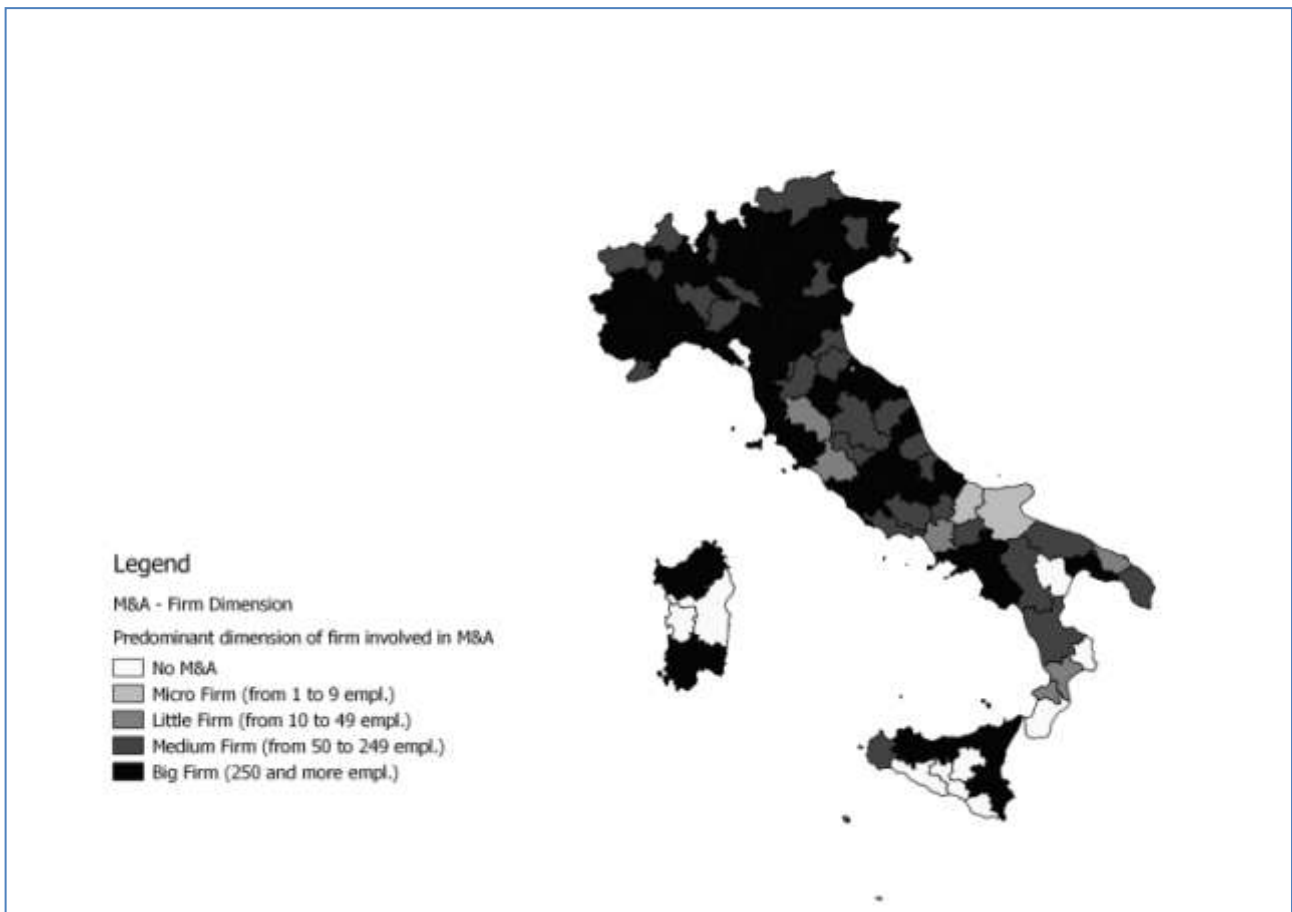 Legend
M&A - Firm Dimension
Predominant dimension of firm involved in M&A
No M&A
Micro Firm (from 1 to 9 empl.)
Little Firm (from 10 to 49 empl.)
Medium Firm (from 50 to 249 empl.)
Big Firm (250 and more empl.)